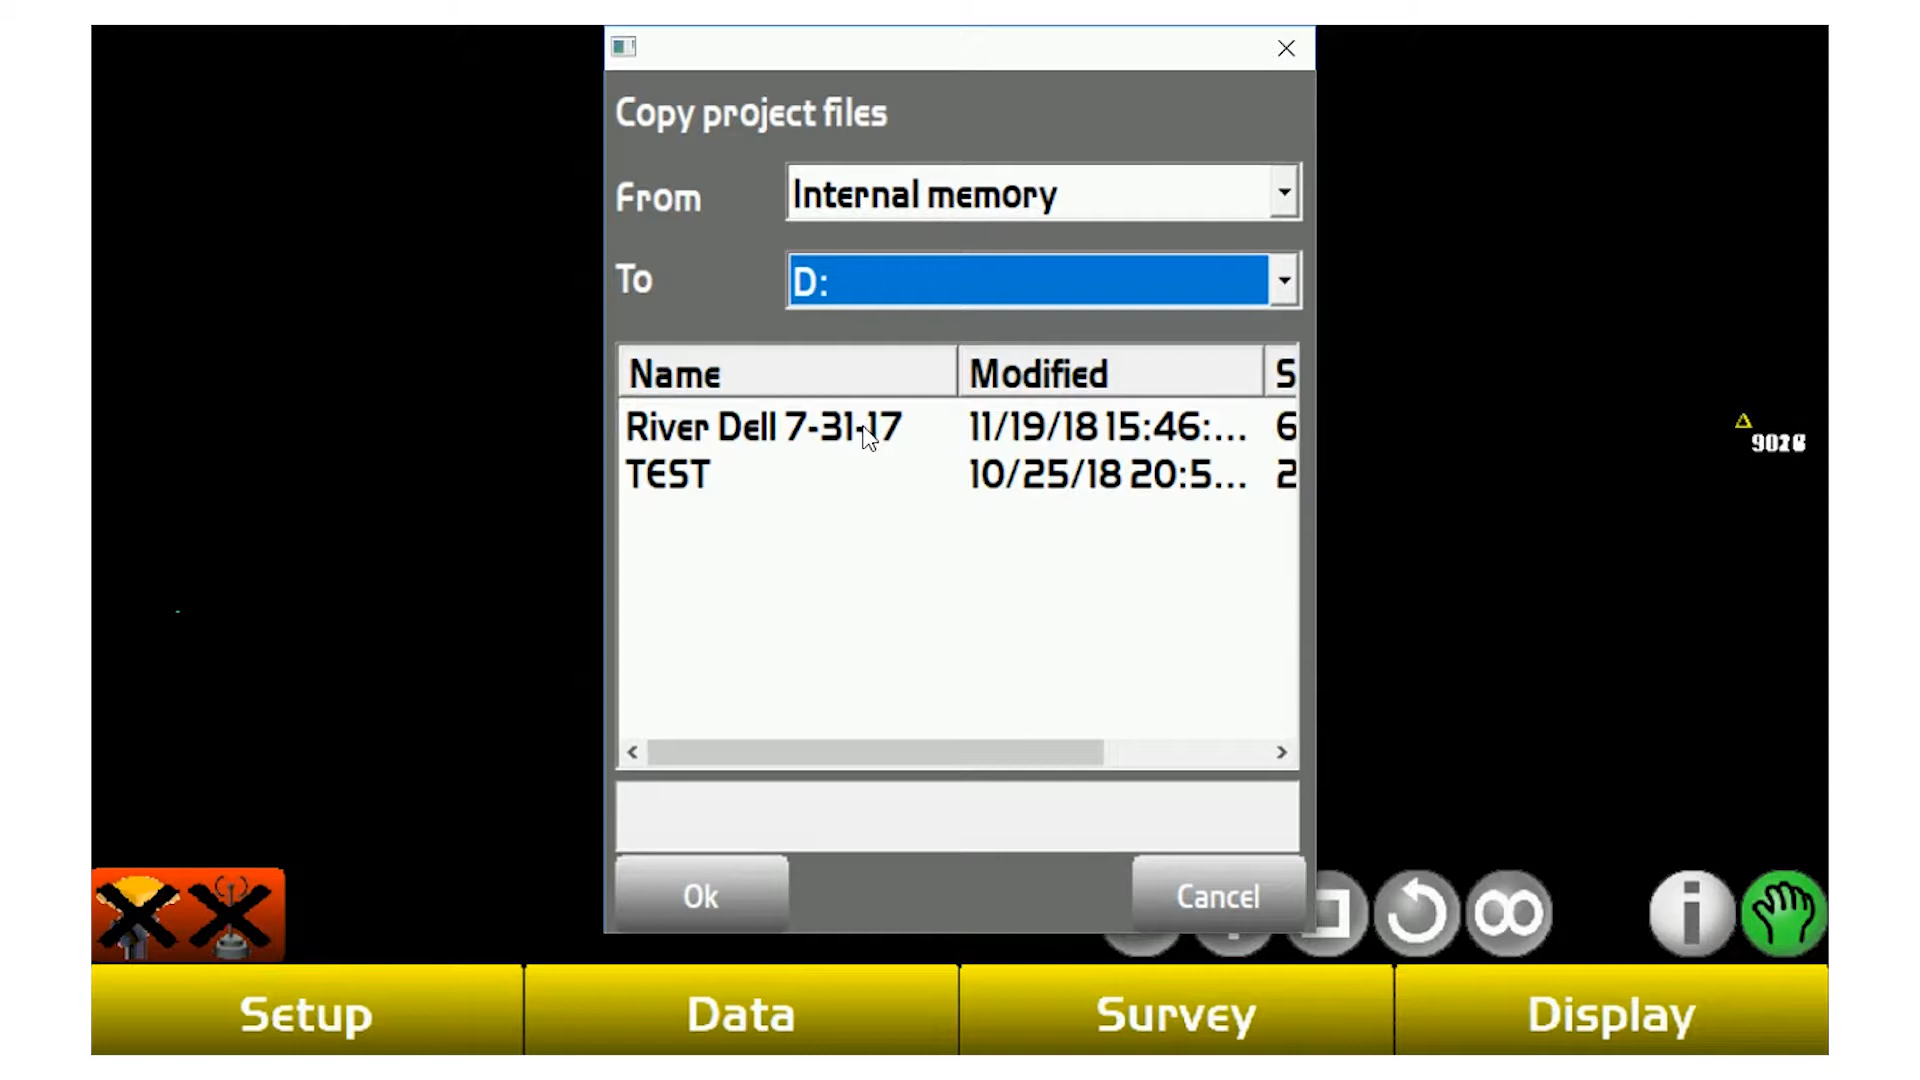 Copy project files
From Internal memory
To D:
Name Modified S
River Dell 7-31-17 11/19/18 15:46:... 6
TEST 10/25/18 20:5... 2
Ok Cancel
Setup Data Survey Display